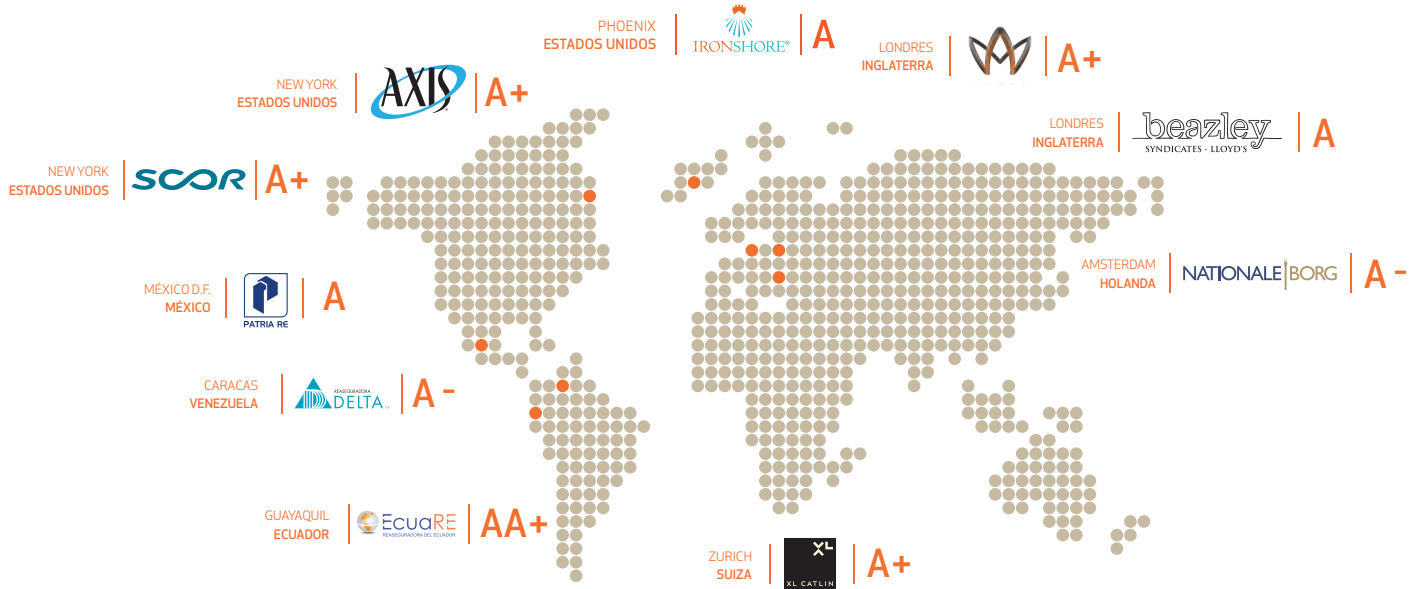 PHOENIX
ESTADOS UNIDOS
IRONSHORE®
A
LONDRES
INGLATERRA
A+
NEW YORK
ESTADOS UNIDOS
AXIS®
A+
LONDRES
INGLATERRA
beazley
SYNDICATES - LLOYD'S
A
NEW YORK
ESTADOS UNIDOS
SCOR
A+
AMSTERDAM
HOLANDA
NATIONALE BORG
A -
MÉXICO D.F.
MÉXICO
PATRIA RE
A
CARACAS
VENEZUELA
REASEGURADORA
DELTA
A -
GUAYAQUIL
ECUADOR
EcuaRE
REASEGURADORA DEL ECUADOR
AA+
ZURICH
SUIZA
XL
XL CATLIN
A+